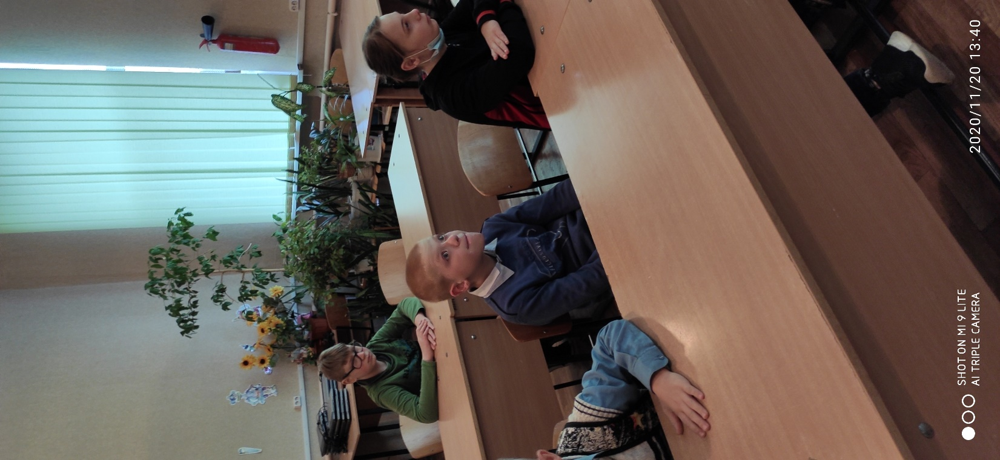 SHOT ON MI 9 LITE
AI TRIPLE CAMERA
2020/11/20 13:40